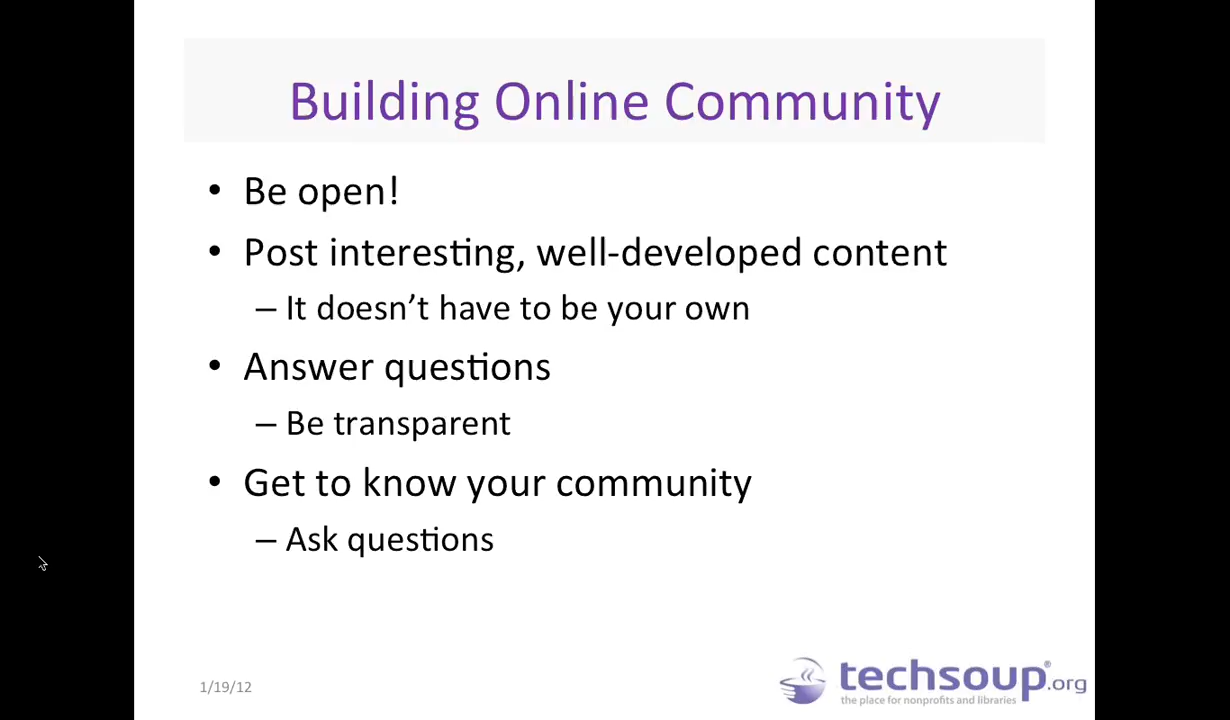 Building Online Community
• Be open!
• Post interesting, well-developed content
– It doesn’t have to be your own
• Answer questions
– Be transparent
• Get to know your community
– Ask questions
1/19/12
techsoup®.org
the place for nonprofits and libraries